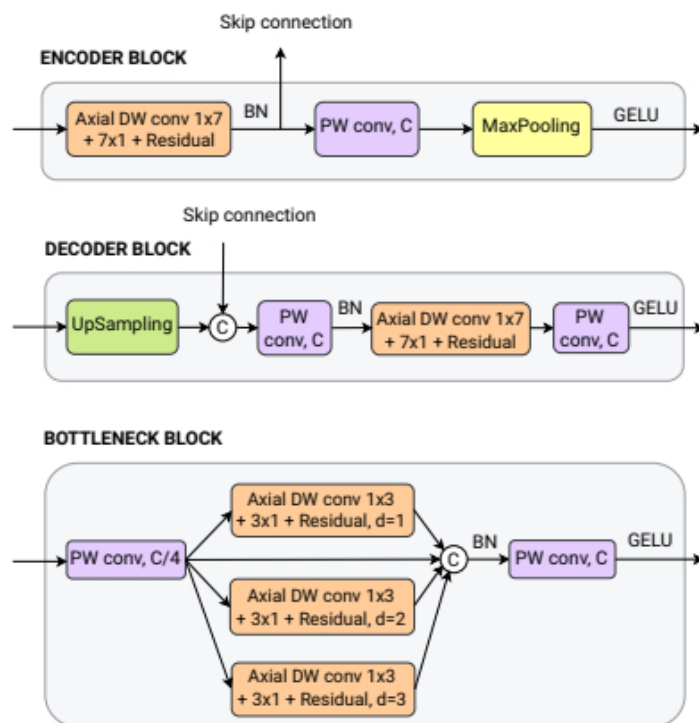 Skip connection
ENCODER BLOCK
Axial DW conv 1x7
+ 7x1 + Residual
BN
PW conv, C
MaxPooling
GELU
Skip connection
DECODER BLOCK
UpSampling
C
PW
conv, C
BN
Axial DW conv 1x7
+ 7x1 + Residual
PW
conv, C
GELU
BOTTLENECK BLOCK
PW conv, C/4
Axial DW conv 1x3
+ 3x1 + Residual, d=1
Axial DW conv 1x3
+ 3x1 + Residual, d=2
Axial DW conv 1x3
+ 3x1 + Residual, d=3
C
BN
PW conv, C
GELU